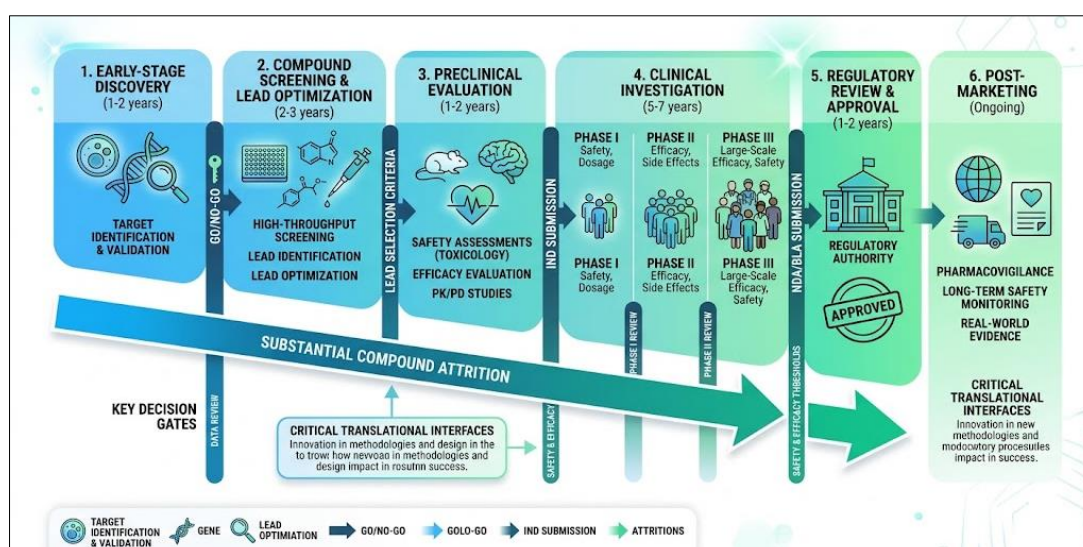 1. EARLY-STAGE
DISCOVERY
(1-2 years)
TARGET
IDENTIFICATION
& VALIDATION
GO/NO-GO
2. COMPOUND
SCREENING &
LEAD OPTIMIZATION
(2-3 years)
HIGH-THROUGHPUT
SCREENING
LEAD IDENTIFICATION
LEAD OPTIMIZATION
LEAD SELECTION CRITERIA
3. PRECLINICAL
EVALUATION
(1-2 years)
SAFETY ASSESSMENTS
(TOXICOLOGY)
EFFICACY EVALUATION
PK/PD STUDIES
IND SUBMISSION
4. CLINICAL
INVESTIGATION
(5-7 years)
PHASE I
Safety,
Dosage
PHASE II
Efficacy,
Side Effects
PHASE III
Large-Scale
Efficacy, Safety
PHASE I
Safety,
Dosage
PHASE II
Efficacy,
Side Effects
PHASE III
Large-Scale
Efficacy,
Safety
PHASE I REVIEW
PHASE II REVIEW
NDA/BLA SUBMISSION
5. REGULATORY
REVIEW &
APPROVAL
(1-2 years)
REGULATORY
AUTHORITY
APPROVED
6. POST-
MARKETING
(Ongoing)
PHARMACOVIGILANCE
LONG-TERM SAFETY
MONITORING
REAL-WORLD
EVIDENCE
CRITICAL
TRANSLATIONAL
INTERFACES
Innovation in new
methodologies and
modocwtory procesuiles
impact in success.
SUBSTANTIAL COMPOUND ATTRITION
KEY DECISION
GATES
DATA REVIEW
CRITICAL TRANSLATIONAL INTERFACES
Innovation in methodologies and design in the
to trow: how nevvoao in methodologies and
design impact in rosutnn success.
SAFETY & EFFICACY
SAFETY & EFFICACY THRESHOLDS
TARGET
IDENTIFICATION
& VALIDATION
GENE
LEAD
OPTIMIATION
GO/NO-GO
GOLO-GO
IND SUBMISSION
ATTRITIONS